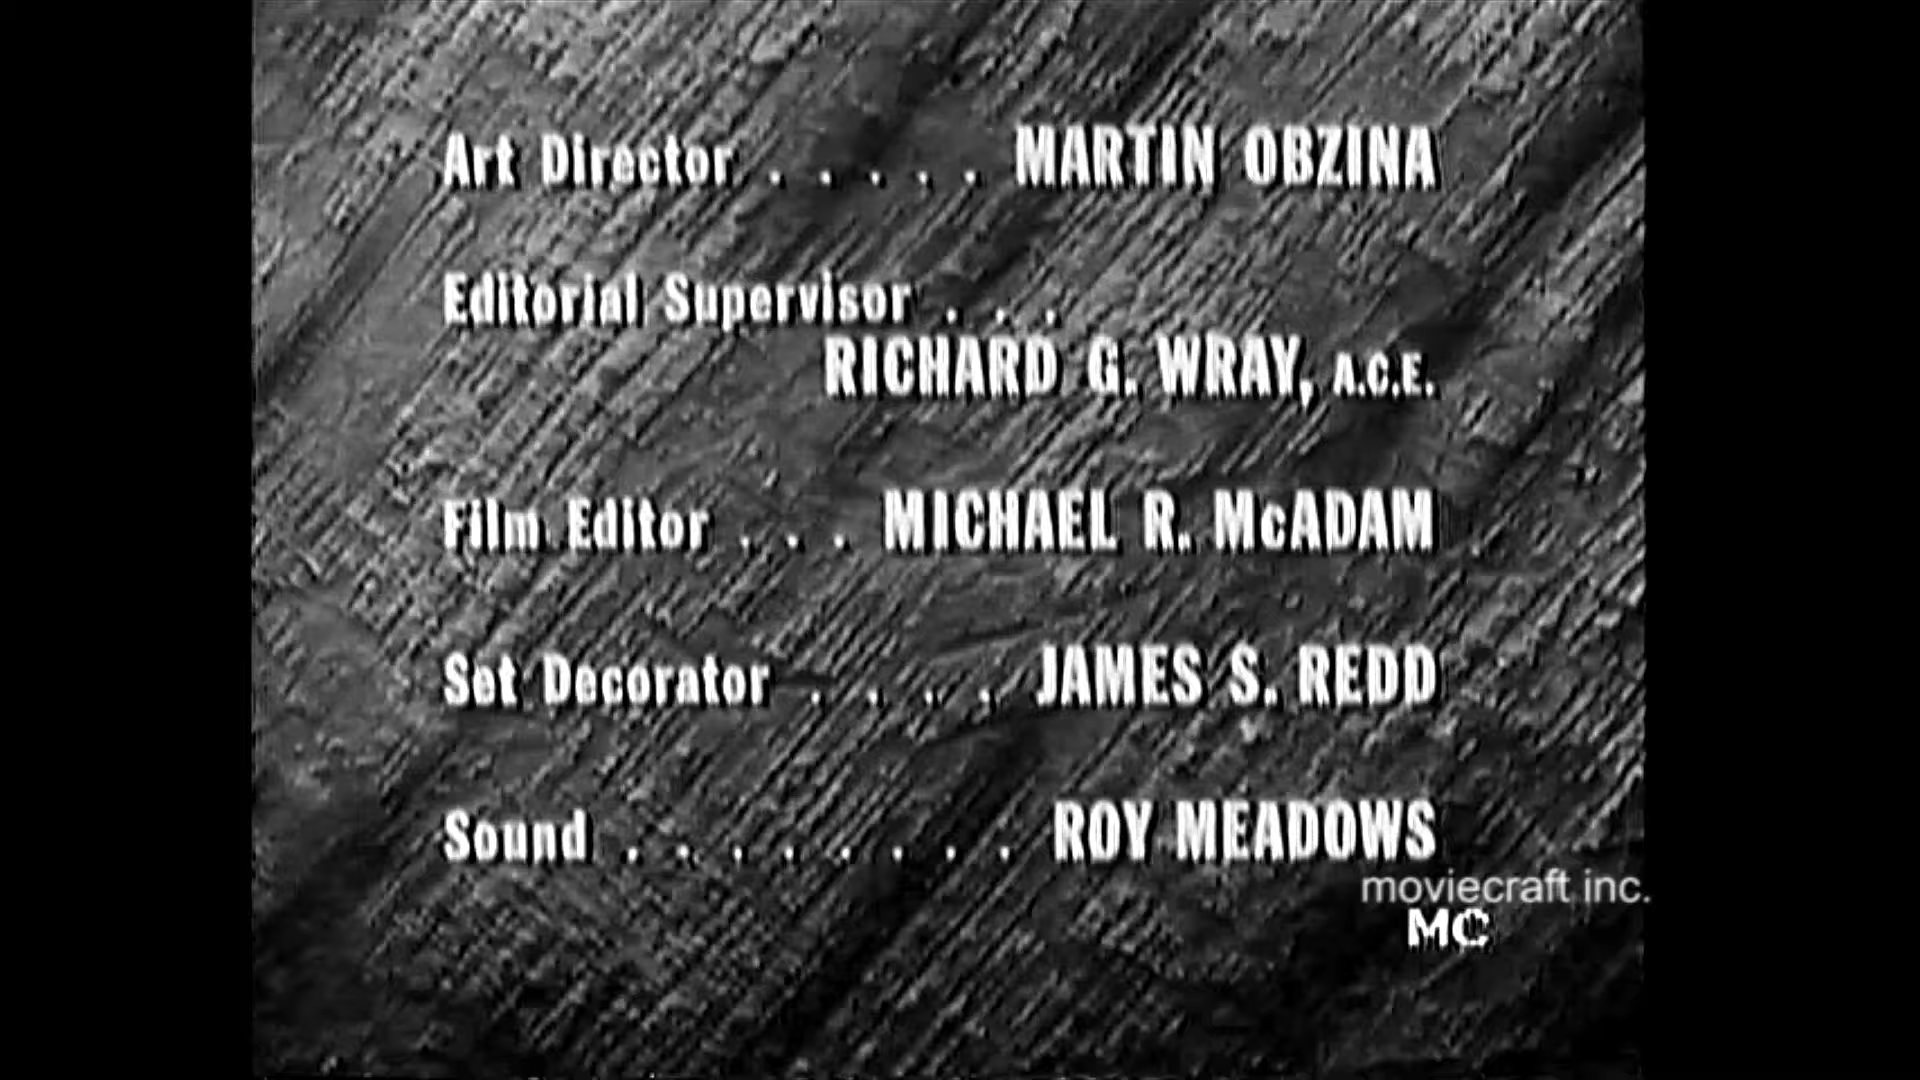 Art Director . . . . . MARTIN OBZINA
Editorial Supervisor . . .
RICHARD G. WRAY, A.C.E.
Film Editor . . . MICHAEL R. McADAM
Set Decorator . . . . JAMES S. REDD
Sound . . . . . . . . ROY MEADOWS
moviecraft inc.
MC